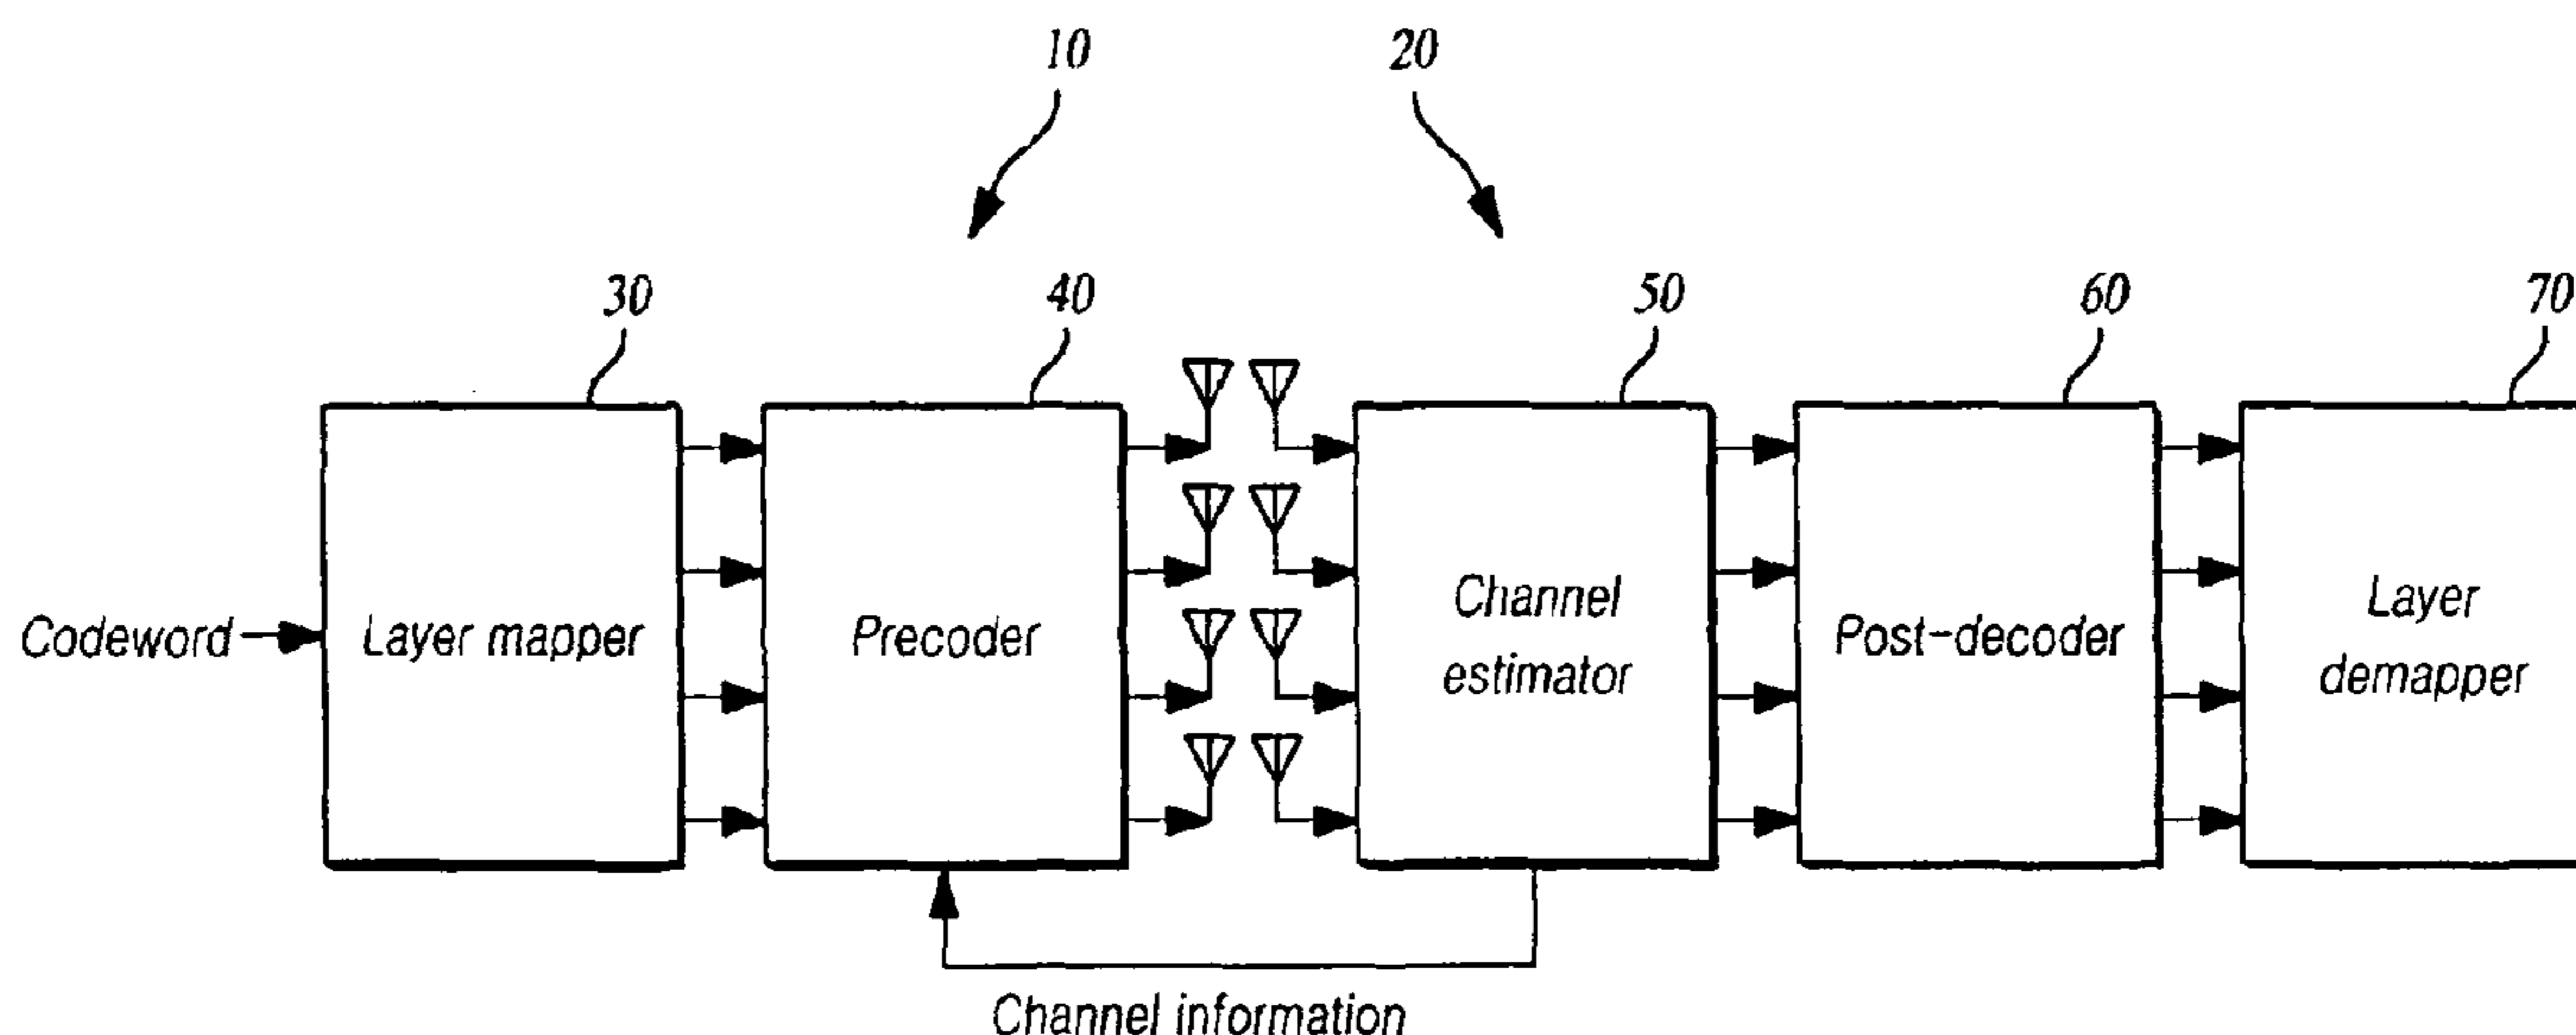 10
20
30
40
50
60
70
Codeword
Layer mapper
Precoder
Channel
estimator
Post-decoder
Layer
demapper
Channel information